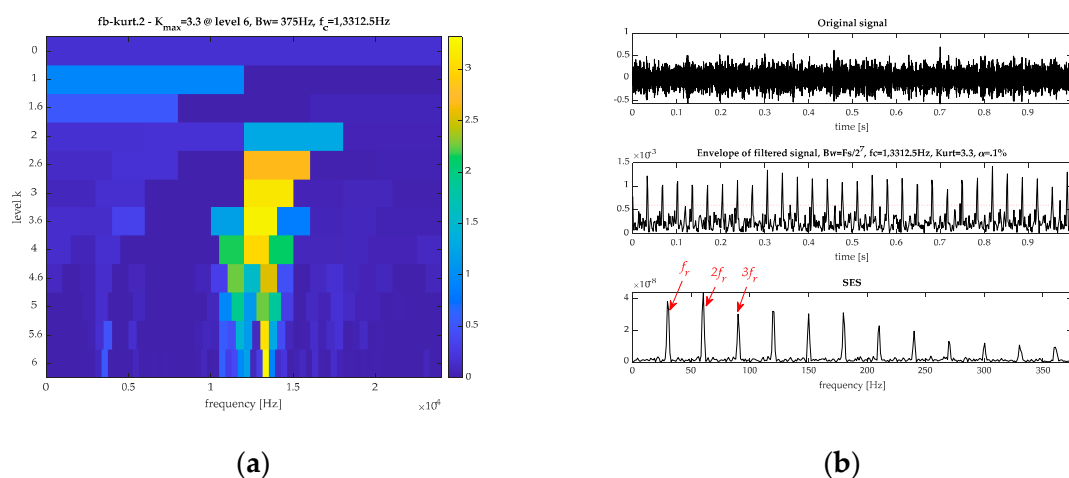 fb-kurt.2 - K_max=3.3 @ level 6, Bw= 375Hz, f_c=1,3312.5Hz
level k
0
1
1.6
2
2.6
3
3.6
4
4.6
5
5.6
6
0 0.5 1 1.5 2
×10⁴
frequency [Hz]
3
2.5
2
1.5
1
0.5
0
(a)
Original signal
1
0.5
0
-0.5
0 0.1 0.2 0.3 0.4 0.5 0.6 0.7 0.8 0.9
time [s]
×10⁻³
Envelope of filtered signal, Bw=Fs/2⁷, fc=1,3312.5Hz, Kurt=3.3, α=.1%
1.5
1
0.5
0
0 0.1 0.2 0.3 0.4 0.5 0.6 0.7 0.8 0.9
time [s]
×10⁻⁸
SES
f_r
2f_r
3f_r
4
2
0
0 50 100 150 200 250 300 350
frequency [Hz]
(b)